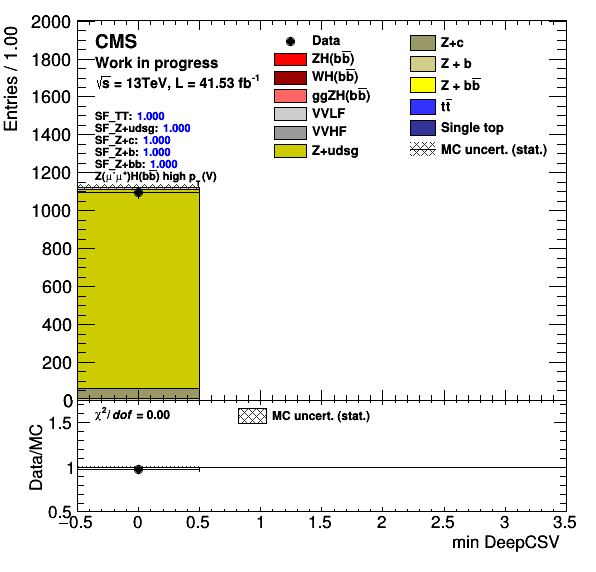 CMS
Work in progress
√s = 13TeV, L = 41.53 fb⁻¹
SF_TT: 1.000
SF_Z+udsg: 1.000
SF_Z+c: 1.000
SF_Z+b: 1.000
SF_Z+bb: 1.000
Z(μ⁻μ⁺)H(bb̅) high p_T (V)
Data
ZH(bb̅)
WH(bb̅)
ggZH(bb̅)
VVLF
VVHF
Z+udsg
Z+c
Z + b
Z + bb̅
tt̅
Single top
MC uncert. (stat.)
Entries / 1.00
2000
1800
1600
1400
1200
1000
800
600
400
200
0
χ²/dof = 0.00
MC uncert. (stat.)
Data/MC
1.5
1
0.5
−0.5 0 0.5 1 1.5 2 2.5 3 3.5
min DeepCSV